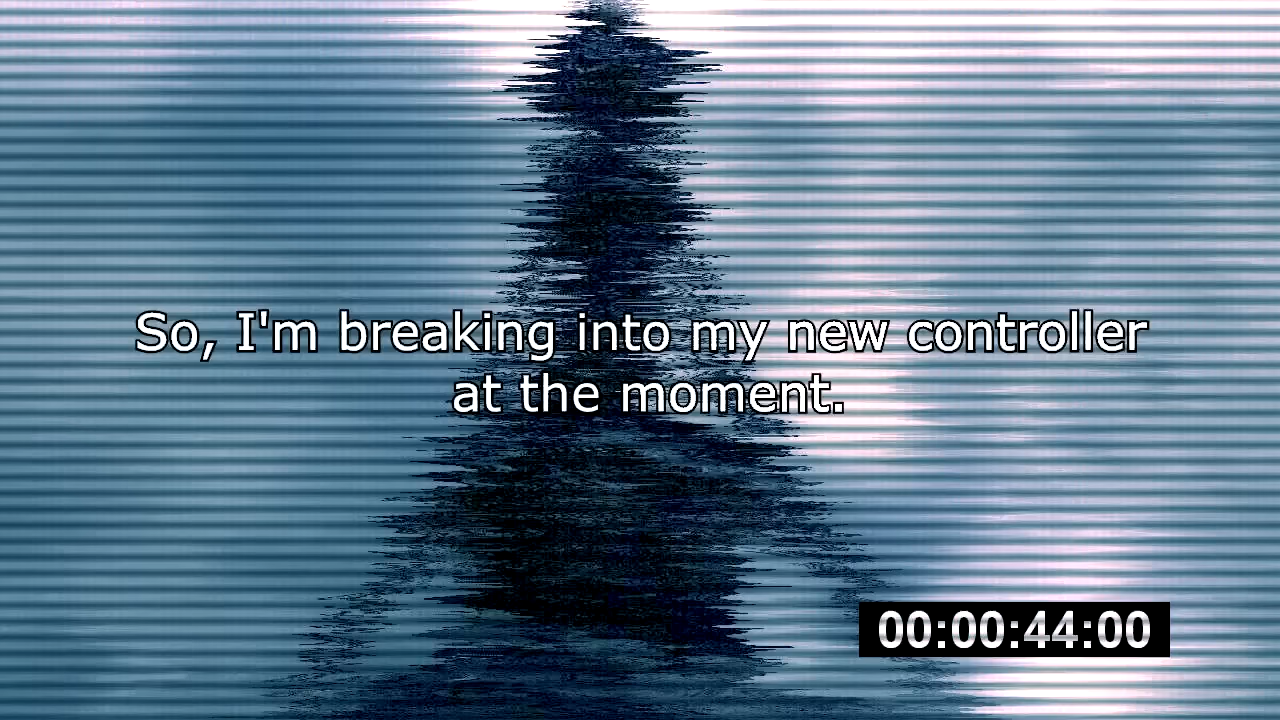 So, I'm breaking into my new controller
at the moment.
00:00:44:00